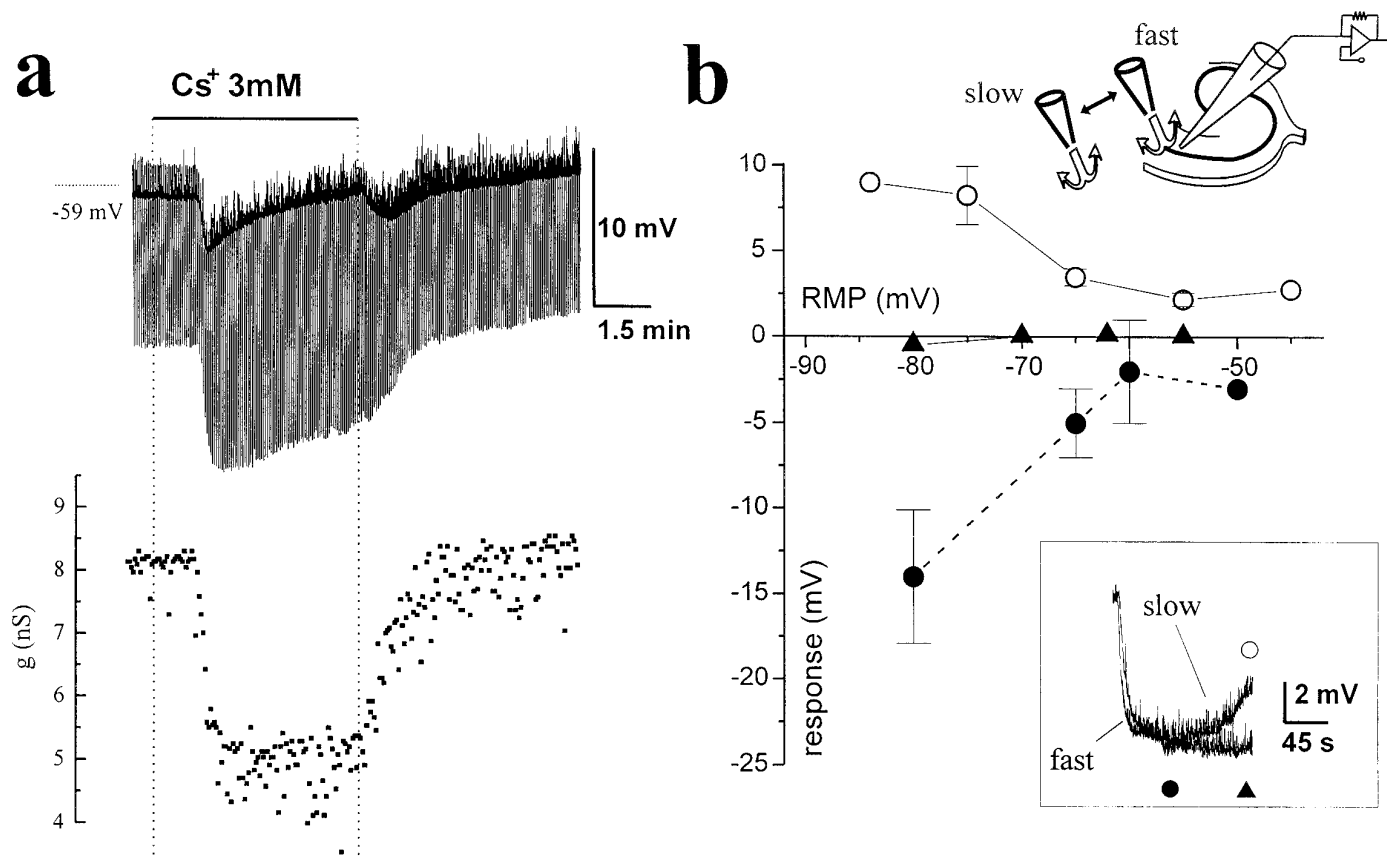 a
Cs+ 3mM
-59 mV
10 mV
1.5 min
g (nS)
9
8
7
6
5
4
b
slow
fast
10
5
0
-5
-10
-15
-20
-25
RMP (mV)
-90
-80
-70
-60
-50
response (mV)
slow
fast
2 mV
45 s